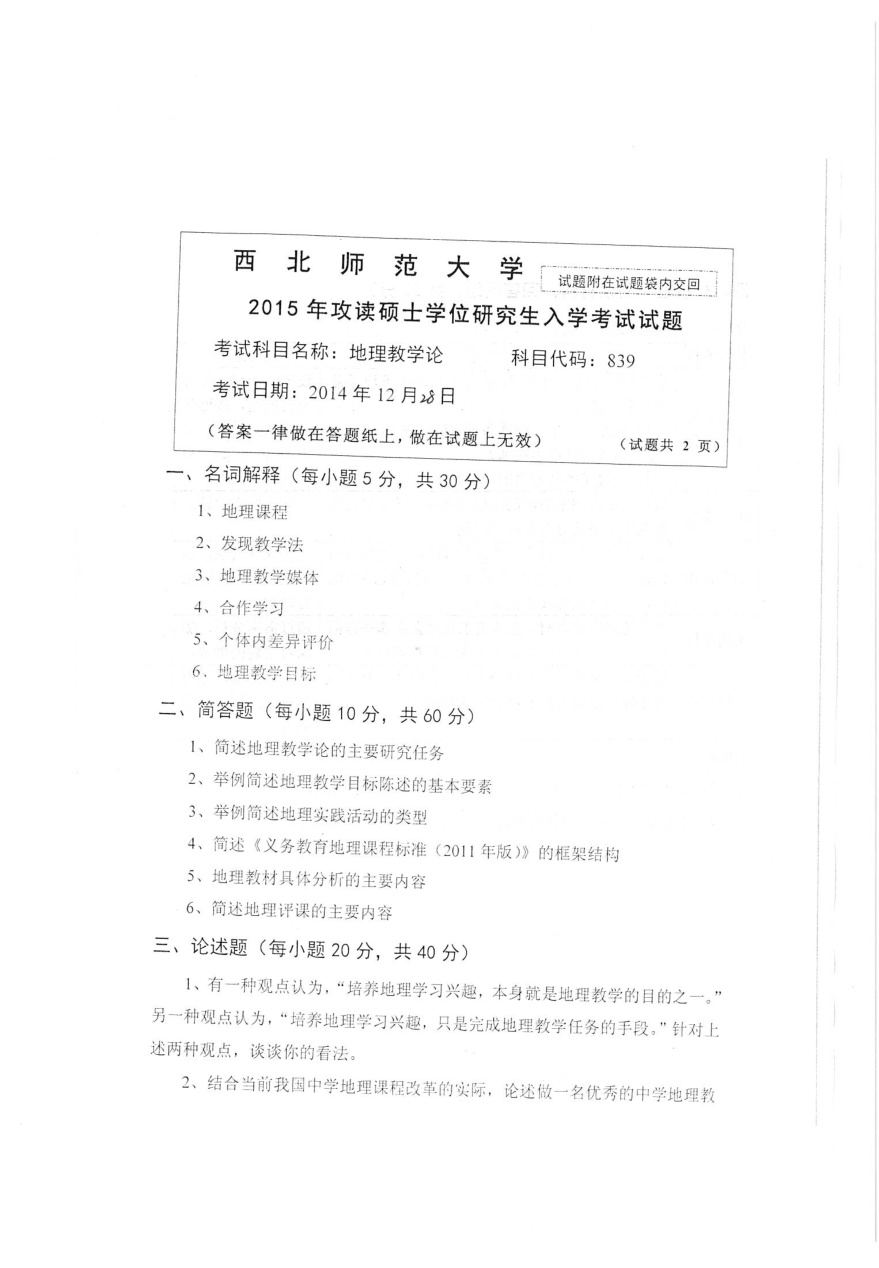 西北师范大学
试题附在试题袋内交回
2015 年攻读硕士学位研究生入学考试试题
考试科目名称：地理教学论 科目代码：839
考试日期：2014 年 12 月28日
（答案一律做在答题纸上，做在试题上无效） （试题共 2 页）
一、名词解释（每小题 5 分，共 30 分）
1、地理课程
2、发现教学法
3、地理教学媒体
4、合作学习
5、个体内差异评价
6、地理教学目标
二、简答题（每小题 10 分，共 60 分）
1、简述地理教学论的主要研究任务
2、举例简述地理教学目标陈述的基本要素
3、举例简述地理实践活动的类型
4、简述《义务教育地理课程标准（2011 年版）》的框架结构
5、地理教材具体分析的主要内容
6、简述地理评课的主要内容
三、论述题（每小题 20 分，共 40 分）
1、有一种观点认为，“培养地理学习兴趣，本身就是地理教学的目的之一。”
另一种观点认为，“培养地理学习兴趣，只是完成地理教学任务的手段。”针对上
述两种观点，谈谈你的看法。
2、结合当前我国中学地理课程改革的实际，论述做一名优秀的中学地理教